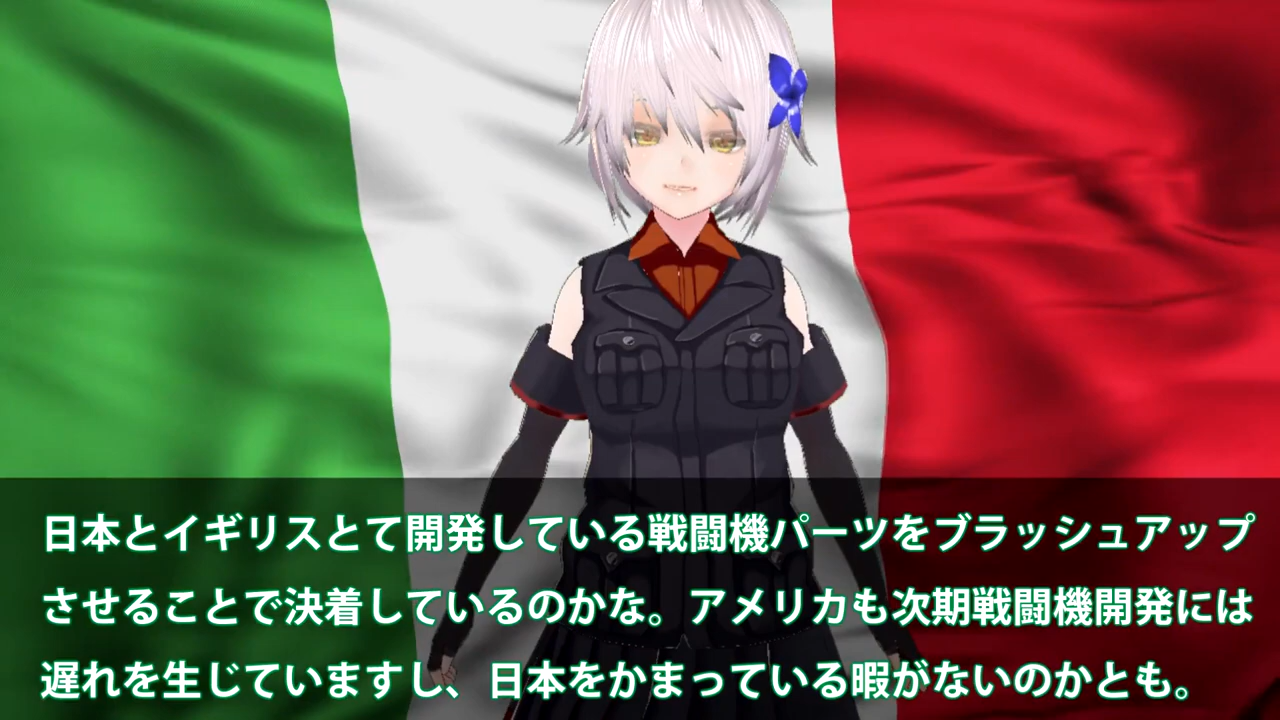 日本とイギリスとて開発している戦闘機パーツをブラッシュアップ
させることで決着しているのかな。アメリカも次期戦闘機開発には
遅れを生じていますし、日本をかまっている暇がないのかとも。